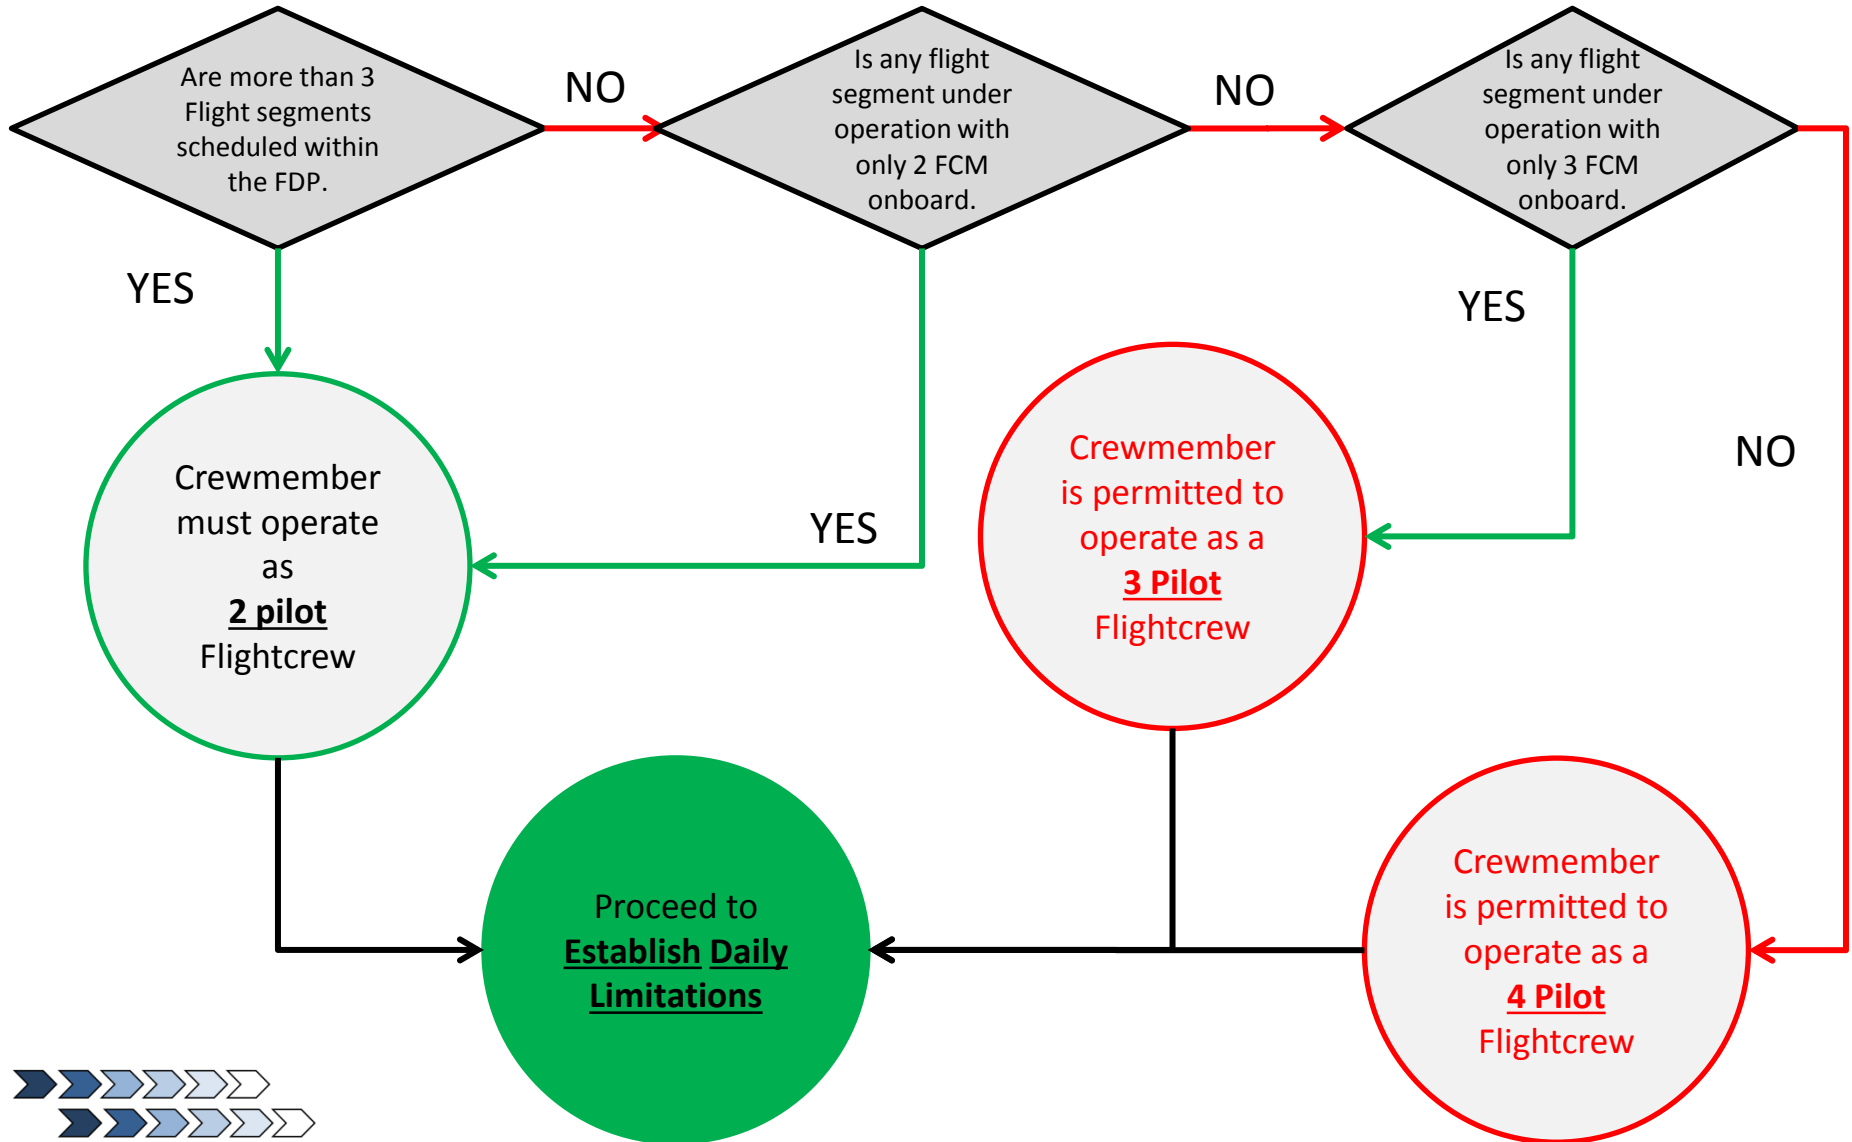 Are more than 3
Flight segments
scheduled within
the FDP.
NO
Is any flight
segment under
operation with
only 2 FCM
onboard.
NO
Is any flight
segment under
operation with
only 3 FCM
onboard.
YES
YES
YES
NO
Crewmember
must operate
as
2 pilot
Flightcrew
Crewmember
is permitted to
operate as a
3 Pilot
Flightcrew
Crewmember
is permitted to
operate as a
4 Pilot
Flightcrew
Proceed to
Establish Daily
Limitations